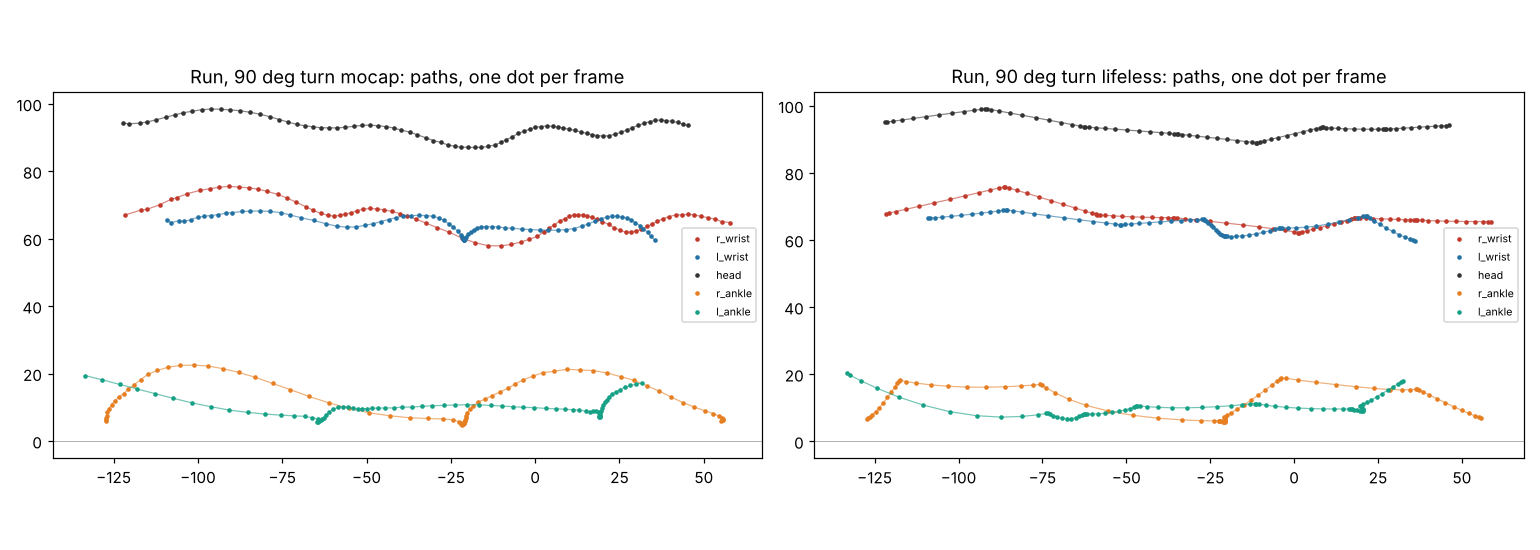 Run, 90 deg turn mocap: paths, one dot per frame
100
80
60
40
20
0
−125
−100
−75
−50
−25
0
25
50
r_wrist
l_wrist
head
r_ankle
l_ankle
Run, 90 deg turn lifeless: paths, one dot per frame
100
80
60
40
20
0
−125
−100
−75
−50
−25
0
25
50
r_wrist
l_wrist
head
r_ankle
l_ankle